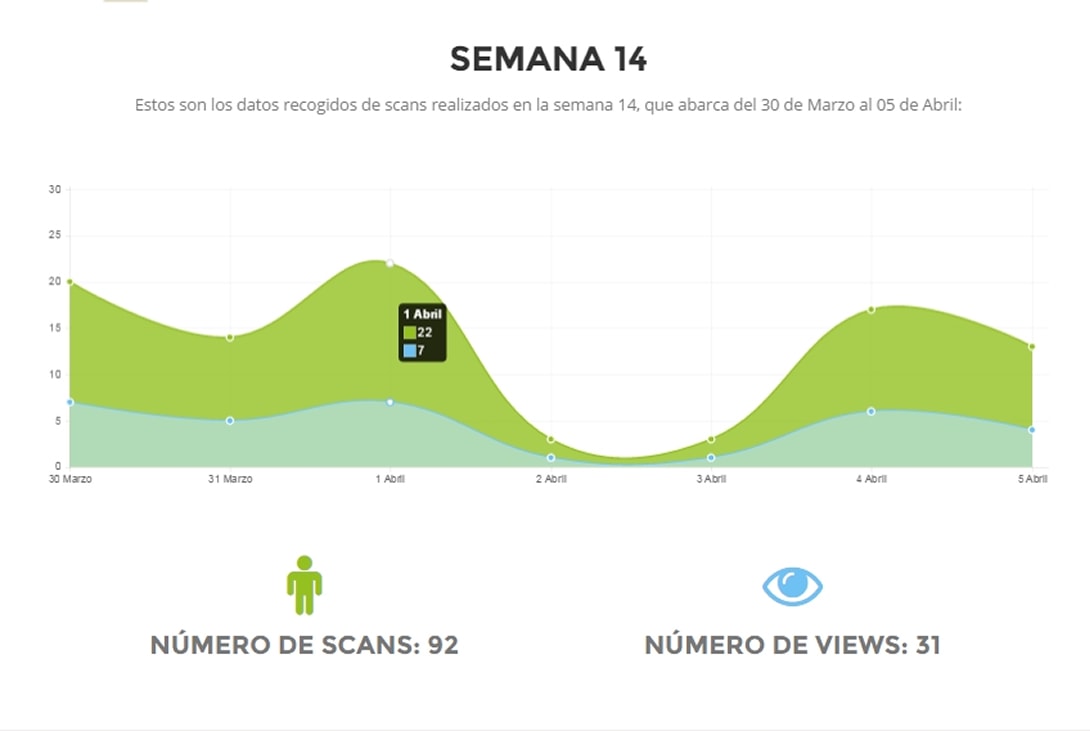 SEMANA 14
Estos son los datos recogidos de scans realizados en la semana 14, que abarca del 30 de Marzo al 05 de Abril:
30
25
20
15
10
5
0
1 Abril
22
7
30 Marzo 31 Marzo 1 Abril 2 Abril 3 Abril 4 Abril 5 Abril
NÚMERO DE SCANS: 92
NÚMERO DE VIEWS: 31